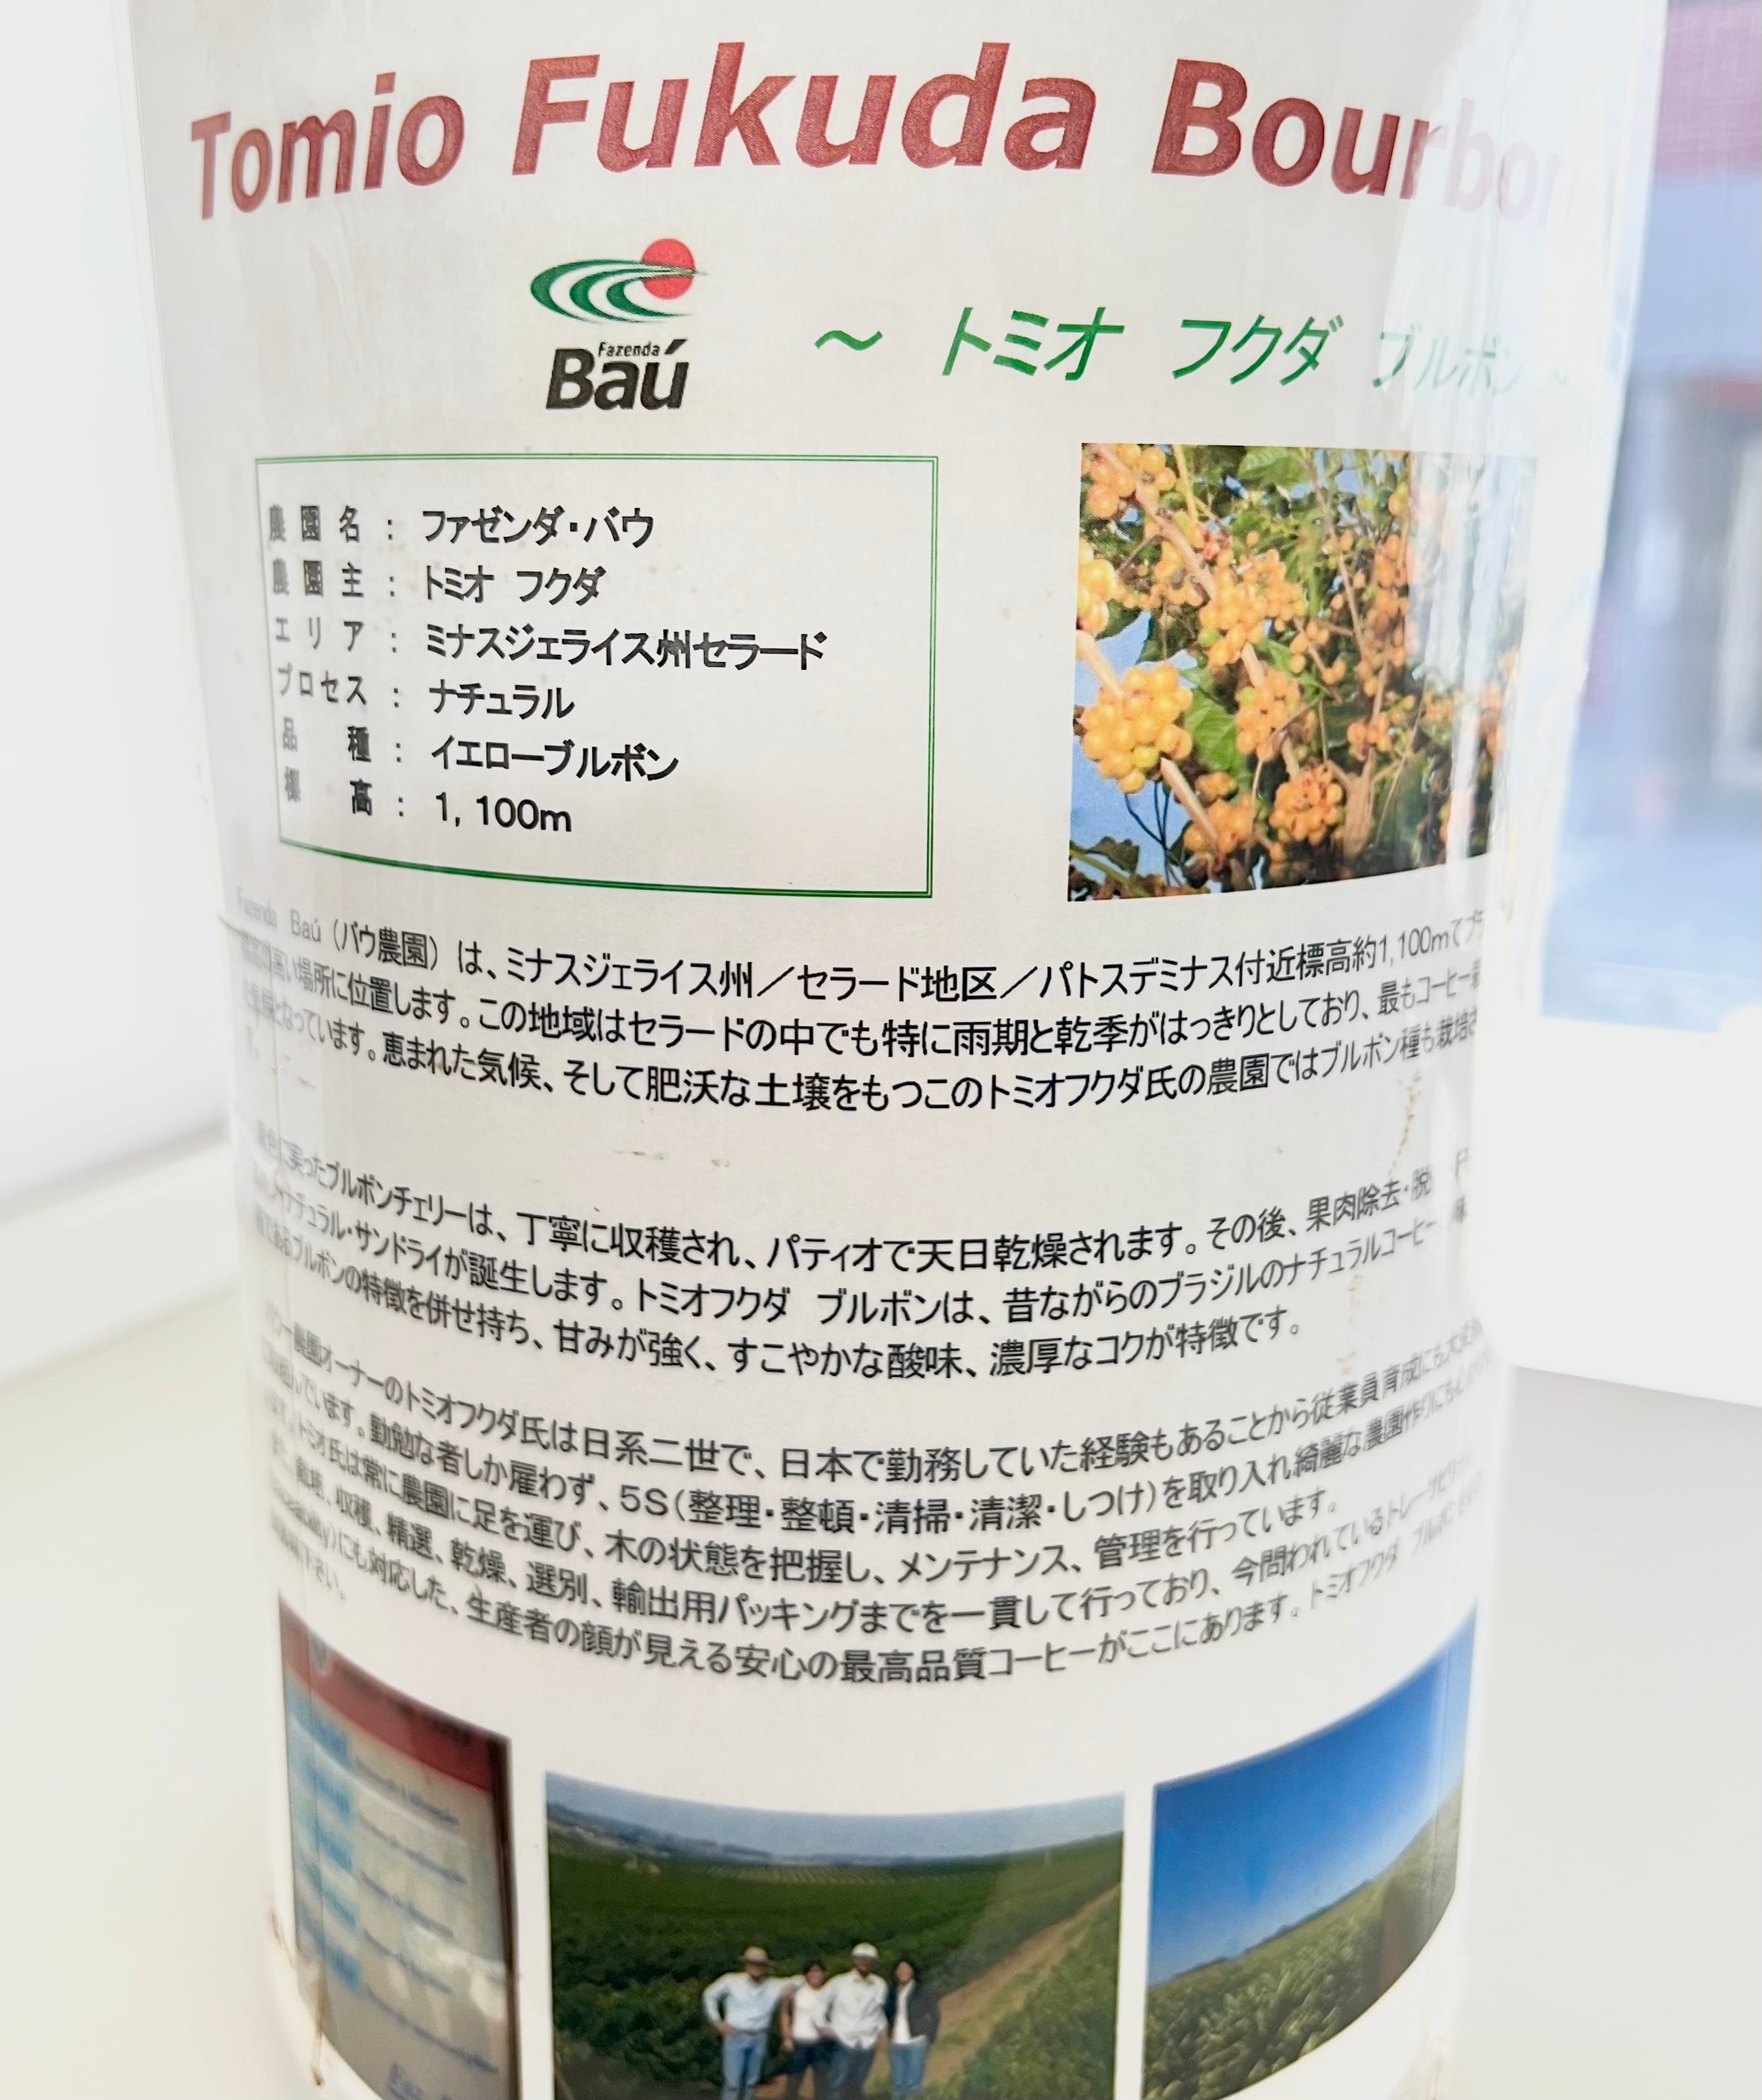 Tomio Fukuda Bourbon
Fazenda
Baú
～ トミオ フクダ ブルボン ～
農園名：ファゼンダ・バウ
農園主：トミオ フクダ
エリア：ミナスジェライス州セラード
プロセス：ナチュラル
品種：イエローブルボン
標高：1,100m
Fazenda Baú（バウ農園）は、ミナスジェライス州／セラード地区／パトスデミナス付近標高約1,100mで
高い場所に位置します。この地域はセラードの中でも特に雨期と乾季がはっきりとしており、最もコーヒー
となっています。恵まれた気候、そして肥沃な土壌をもつこのトミオフクダ氏の農園ではブルボン種も栽培
実ったブルボンチェリーは、丁寧に収穫され、パティオで天日乾燥されます。その後、果肉除去・脱
ナチュラル・サンドライが誕生します。トミオフクダ ブルボンは、昔ながらのブラジルのナチュラルコーヒー
であるブルボンの特徴を併せ持ち、甘みが強く、すこやかな酸味、濃厚なコクが特徴です。
農園オーナーのトミオフクダ氏は日系二世で、日本で勤務していた経験もあることから従業員育成にも
組んでいます。勤勉な者しか雇わず、5S（整理・整頓・清掃・清潔・しつけ）を取り入れ綺麗な農園作りにも
トミオ氏は常に農園に足を運び、木の状態を把握し、メンテナンス、管理を行っています。
栽培、収穫、精選、乾燥、選別、輸出用パッキングまでを一貫して行っており、今問われているトレーサビリティ
にも対応した、生産者の顔が見える安心の最高品質コーヒーがここにあります。トミオフクダ ブルボン
下さい。